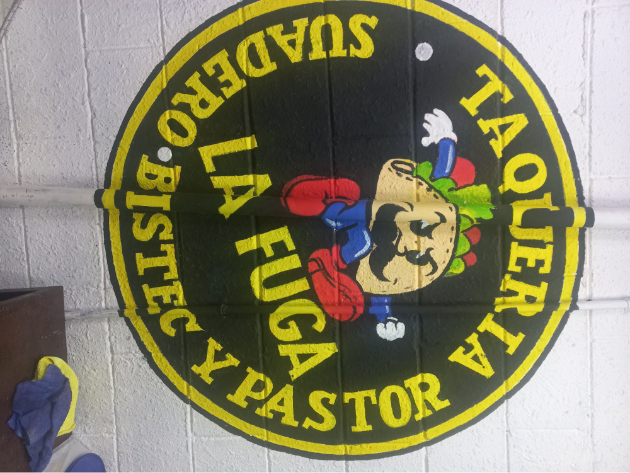 TAQUERIA
LA FUGA
SUADERO
BISTEC Y PASTOR